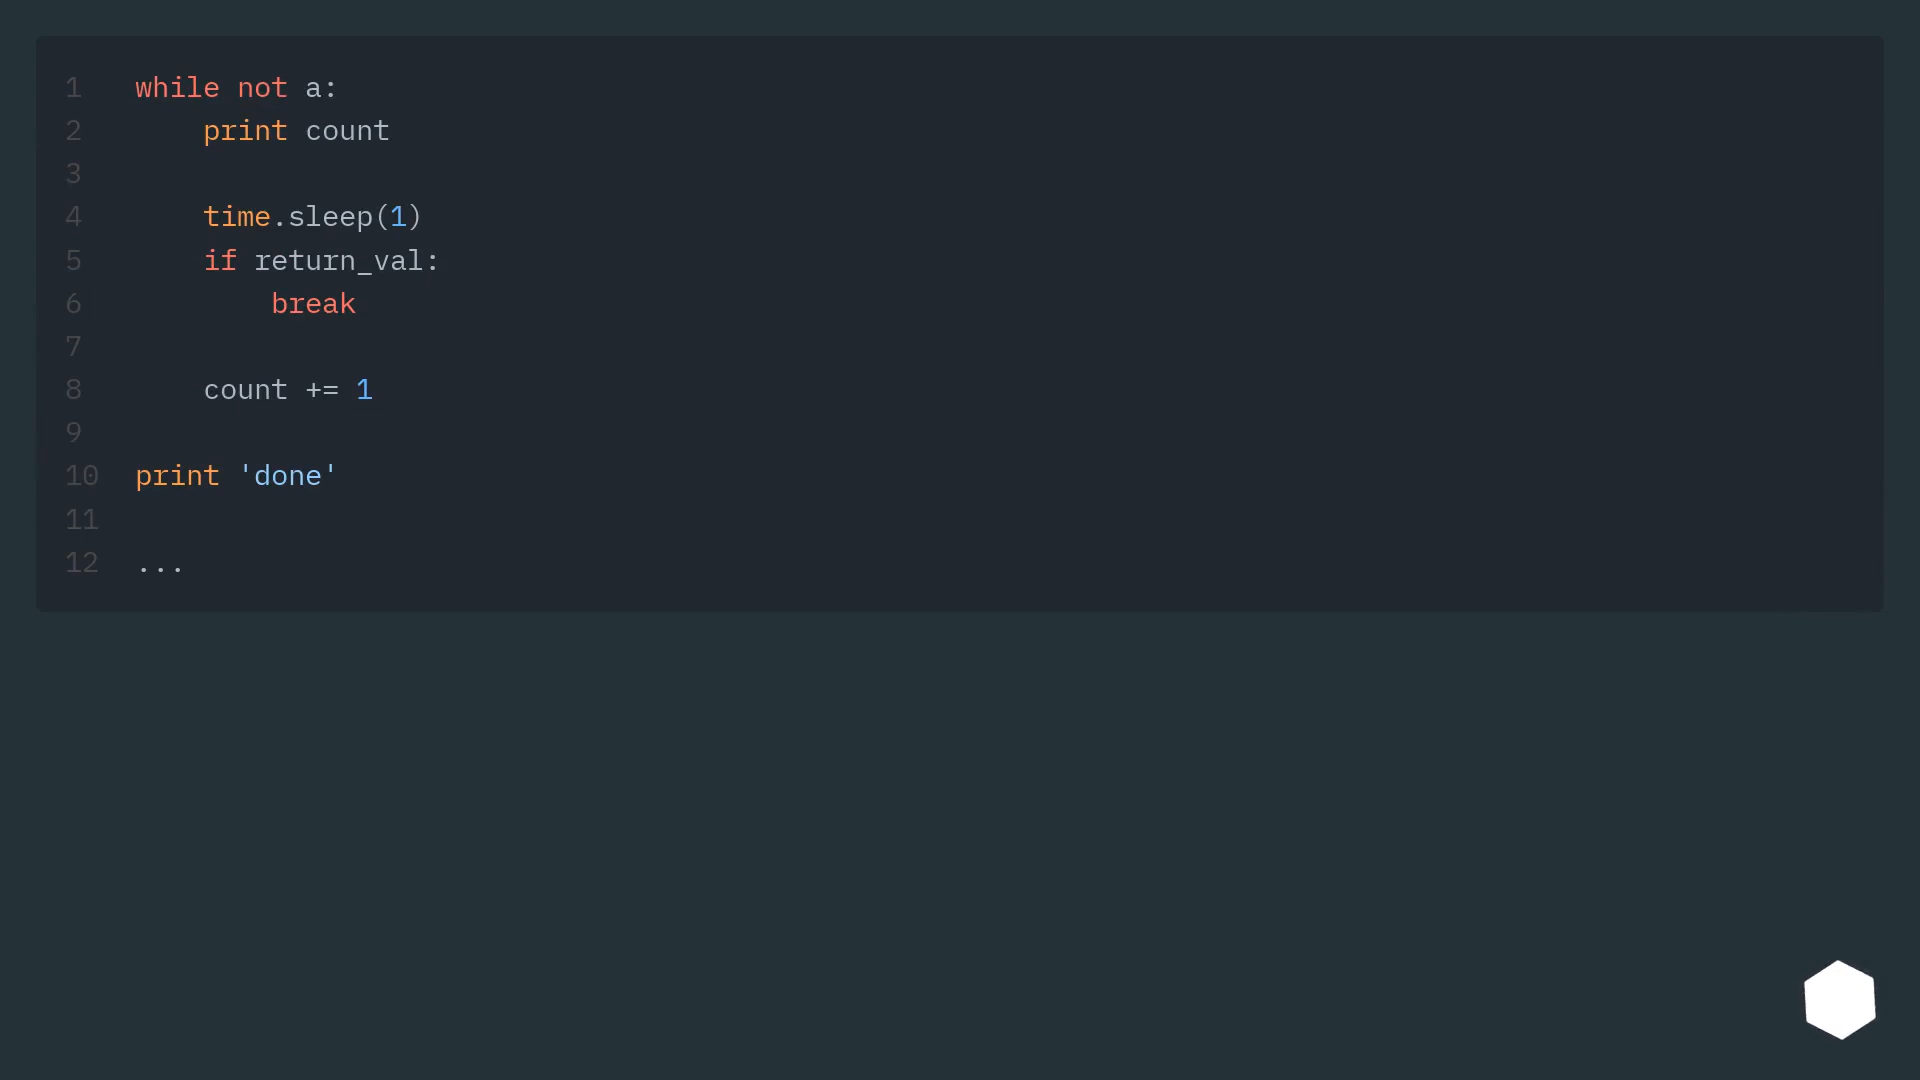 1 while not a:
2     print count
3
4     time.sleep(1)
5     if return_val:
6         break
7
8     count += 1
9
10 print 'done'
11
12 ...